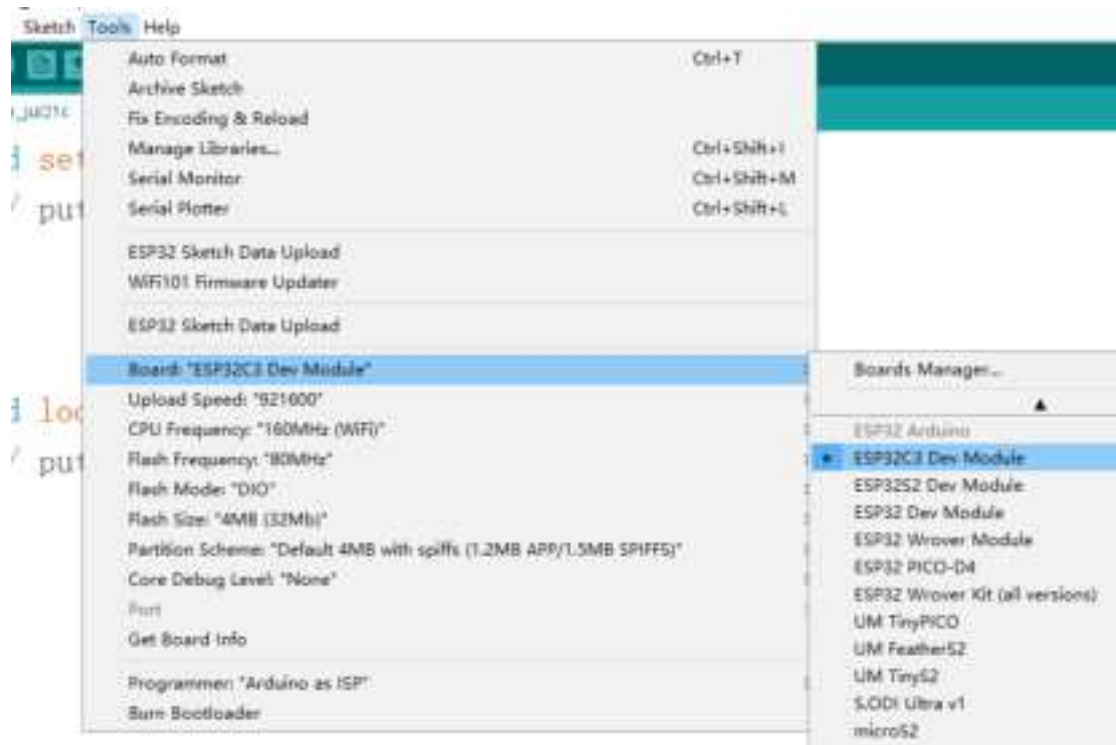 Sketch Tools Help
Auto Format Ctrl+T
Archive Sketch
Fix Encoding & Reload
Manage Libraries... Ctrl+Shift+I
Serial Monitor Ctrl+Shift+M
Serial Plotter Ctrl+Shift+L
ESP32 Sketch Data Upload
WiFi101 Firmware Updater
ESP32 Sketch Data Upload
Board: "ESP32C3 Dev Module"
Upload Speed: "921600"
CPU Frequency: "160MHz (WiFi)"
Flash Frequency: "80MHz"
Flash Mode: "DIO"
Flash Size: "4MB (32Mb)"
Partition Scheme: "Default 4MB with spiffs (1.2MB APP/1.5MB SPIFFS)"
Core Debug Level: "None"
Port
Get Board Info
Programmer: "Arduino as ISP"
Burn Bootloader
Boards Manager...
ESP32 Arduino
ESP32C3 Dev Module
ESP32S2 Dev Module
ESP32 Dev Module
ESP32 Wrover Module
ESP32 PICO-D4
ESP32 Wrover Kit (all versions)
UM TinyPICO
UM FeatherS2
UM TinyS2
S.ODI Ultra v1
microS2
d set
/ put
d loo
/ put